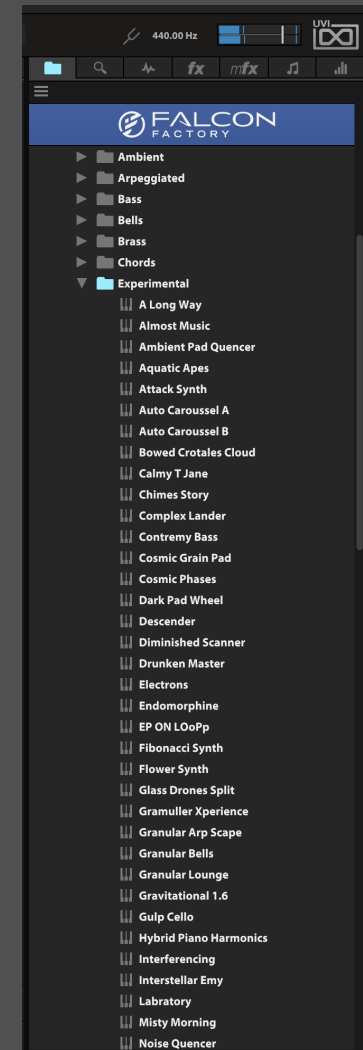 440.00 Hz
UVI
fx
mfx
FALCON
FACTORY
Ambient
Arpeggiated
Bass
Bells
Brass
Chords
Experimental
A Long Way
Almost Music
Ambient Pad Quencer
Aquatic Apes
Attack Synth
Auto Caroussel A
Auto Caroussel B
Bowed Crotales Cloud
Calmy T Jane
Chimes Story
Complex Lander
Contremy Bass
Cosmic Grain Pad
Cosmic Phases
Dark Pad Wheel
Descender
Diminished Scanner
Drunken Master
Electrons
Endomorphine
EP ON LOoPp
Fibonacci Synth
Flower Synth
Glass Drones Split
Gramuller Xperience
Granular Arp Scape
Granular Bells
Granular Lounge
Gravitational 1.6
Gulp Cello
Hybrid Piano Harmonics
Interferencing
Interstellar Emy
Labratory
Misty Morning
Noise Quencer